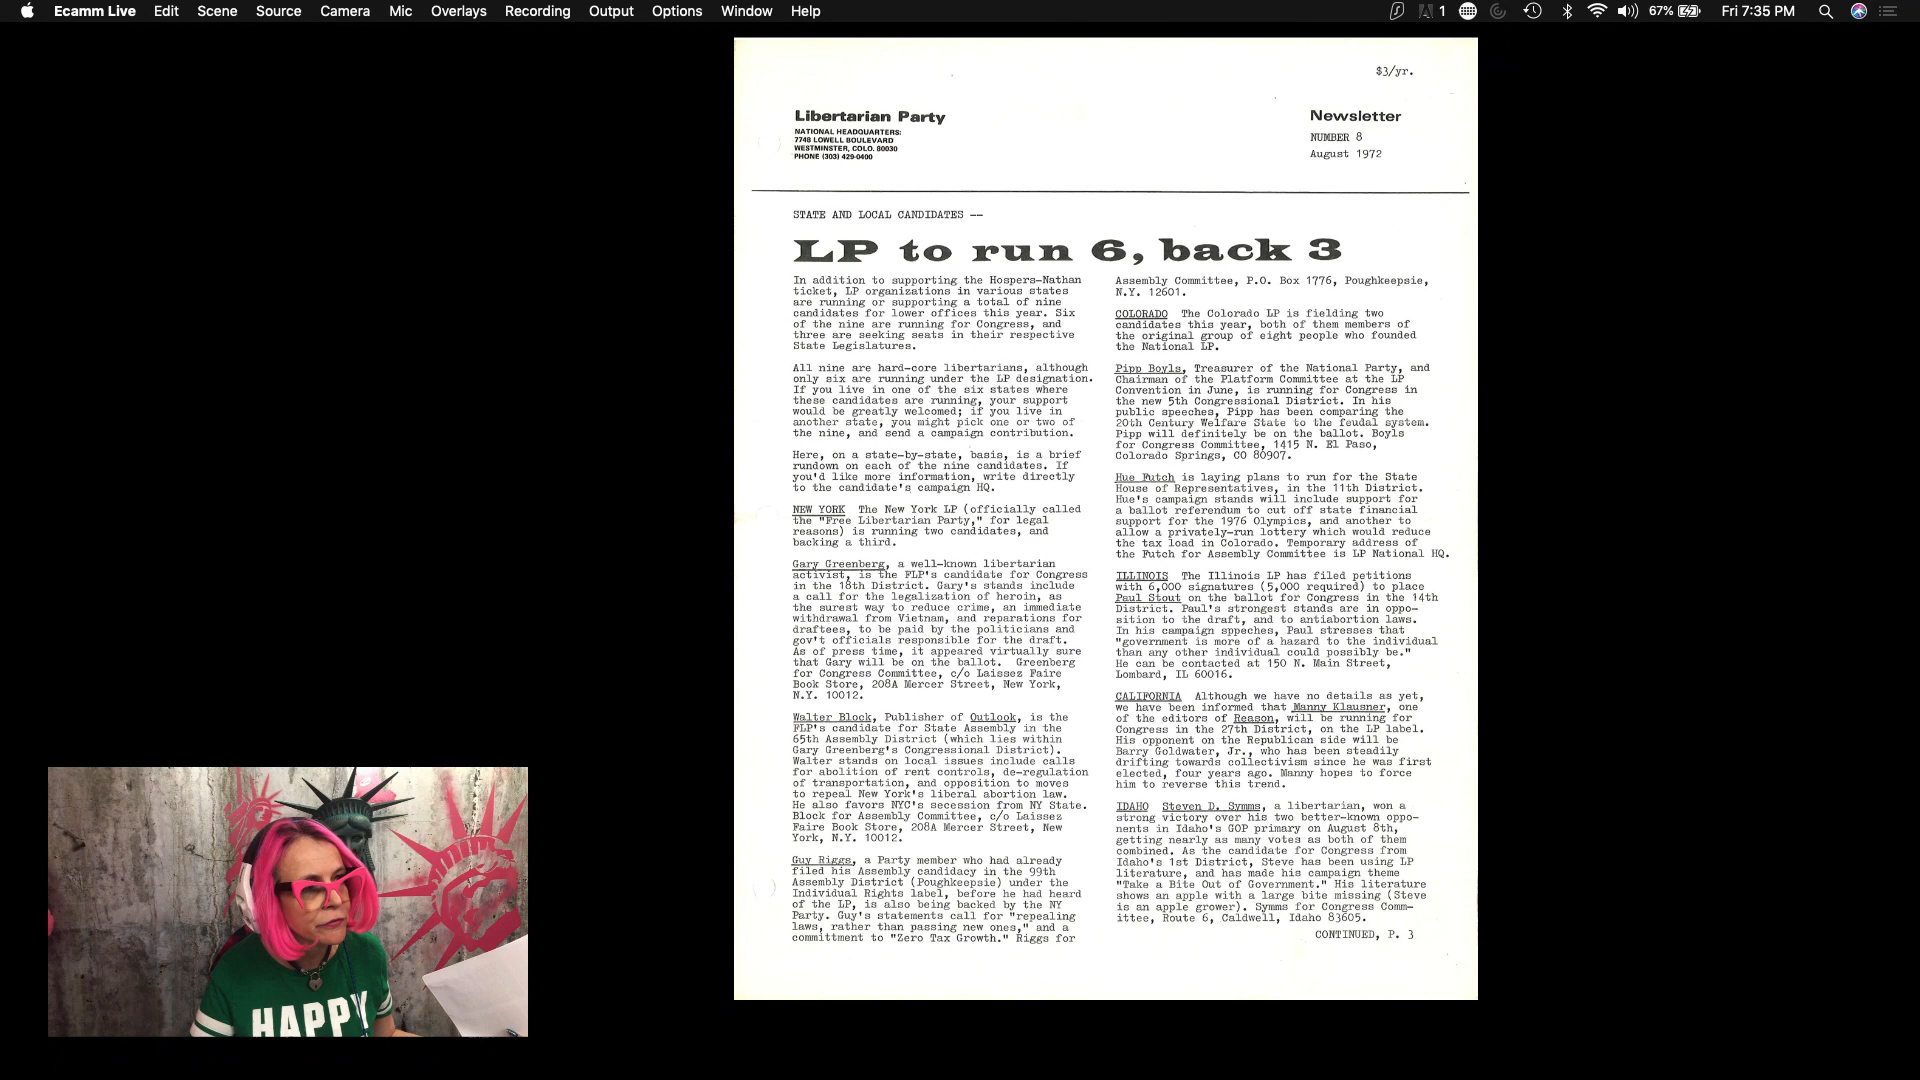 Ecamm Live Edit Scene Source Camera Mic Overlays Recording Output Options Window Help
1 67% Fri 7:35 PM
$3/yr.
Libertarian Party
NATIONAL HEADQUARTERS:
7748 LOWELL BOULEVARD
WESTMINSTER, COLO. 80030
PHONE (303) 429-0400
Newsletter
NUMBER 8
August 1972
STATE AND LOCAL CANDIDATES --
LP to run 6, back 3
In addition to supporting the Hospers-Nathan
ticket, LP organizations in various states
are running or supporting a total of nine
candidates for lower offices this year. Six
of the nine are running for Congress, and
three are seeking seats in their respective
State Legislatures.
All nine are hard-core libertarians, although
only six are running under the LP designation.
If you live in one of the six states where
these candidates are running, your support
would be greatly welcomed; if you live in
another state, you might pick one or two of
the nine, and send a campaign contribution.
Here, on a state-by-state, basis, is a brief
rundown on each of the nine candidates. If
you'd like more information, write directly
to the candidate's campaign HQ.
NEW YORK The New York LP (officially called
the "Free Libertarian Party," for legal
reasons) is running two candidates, and
backing a third.
Gary Greenberg, a well-known libertarian
activist, is the FLP's candidate for Congress
in the 18th District. Gary's stands include
a call for the legalization of heroin, as
the surest way to reduce crime, an immediate
withdrawal from Vietnam, and reparations for
draftees, to be paid by the politicians and
gov't officials responsible for the draft.
As of press time, it appeared virtually sure
that Gary will be on the ballot. Greenberg
for Congress Committee, c/o Laissez Faire
Book Store, 208A Mercer Street, New York,
N.Y. 10012.
Walter Block, Publisher of Outlook, is the
FLP's candidate for State Assembly in the
65th Assembly District (which lies within
Gary Greenberg's Congressional District).
Walter stands on local issues include calls
for abolition of rent controls, de-regulation
of transportation, and opposition to moves
to repeal New York's liberal abortion law.
He also favors NYC's secession from NY State.
Block for Assembly Committee, c/o Laissez
Faire Book Store, 208A Mercer Street, New
York, N.Y. 10012.
Guy Riggs, a Party member who had already
filed his Assembly candidacy in the 99th
Assembly District (Poughkeepsie) under the
Individual Rights label, before he had heard
of the LP, is also being backed by the NY
Party. Guy's statements call for "repealing
laws, rather than passing new ones," and a
committment to "Zero Tax Growth." Riggs for
Assembly Committee, P.O. Box 1776, Poughkeepsie,
N.Y. 12601.
COLORADO The Colorado LP is fielding two
candidates this year, both of them members of
the original group of eight people who founded
the National LP.
Pipp Boyls, Treasurer of the National Party, and
Chairman of the Platform Committee at the LP
Convention in June, is running for Congress in
the new 5th Congressional District. In his
public speeches, Pipp has been comparing the
20th Century Welfare State to the feudal system.
Pipp will definitely be on the ballot. Boyls
for Congress Committee, 1415 N. El Paso,
Colorado Springs, CO 80907.
Hue Futch is laying plans to run for the State
House of Representatives, in the 11th District.
Hue's campaign stands will include support for
a ballot referendum to cut off state financial
support for the 1976 Olympics, and another to
allow a privately-run lottery which would reduce
the tax load in Colorado. Temporary address of
the Futch for Assembly Committee is LP National HQ.
ILLINOIS The Illinois LP has filed petitions
with 6,000 signatures (5,000 required) to place
Paul Stout on the ballot for Congress in the 14th
District. Paul's strongest stands are in oppo-
sition to the draft, and to antiabortion laws.
In his campaign sppeches, Paul stresses that
"government is more of a hazard to the individual
than any other individual could possibly be."
He can be contacted at 150 N. Main Street,
Lombard, IL 60016.
CALIFORNIA Although we have no details as yet,
we have been informed that Manny Klausner, one
of the editors of Reason, will be running for
Congress in the 27th District, on the LP label.
His opponent on the Republican side will be
Barry Goldwater, Jr., who has been steadily
drifting towards collectivism since he was first
elected, four years ago. Manny hopes to force
him to reverse this trend.
IDAHO Steven D. Symms, a libertarian, won a
strong victory over his two better-known oppo-
nents in Idaho's GOP primary on August 8th,
getting nearly as many votes as both of them
combined. As the candidate for Congress from
Idaho's 1st District, Steve has been using LP
literature, and has made his campaign theme
"Take a Bite Out of Government." His literature
shows an apple with a large bite missing (Steve
is an apple grower). Symms for Congress Comm-
ittee, Route 6, Caldwell, Idaho 83605.
CONTINUED, P. 3
HAPPY